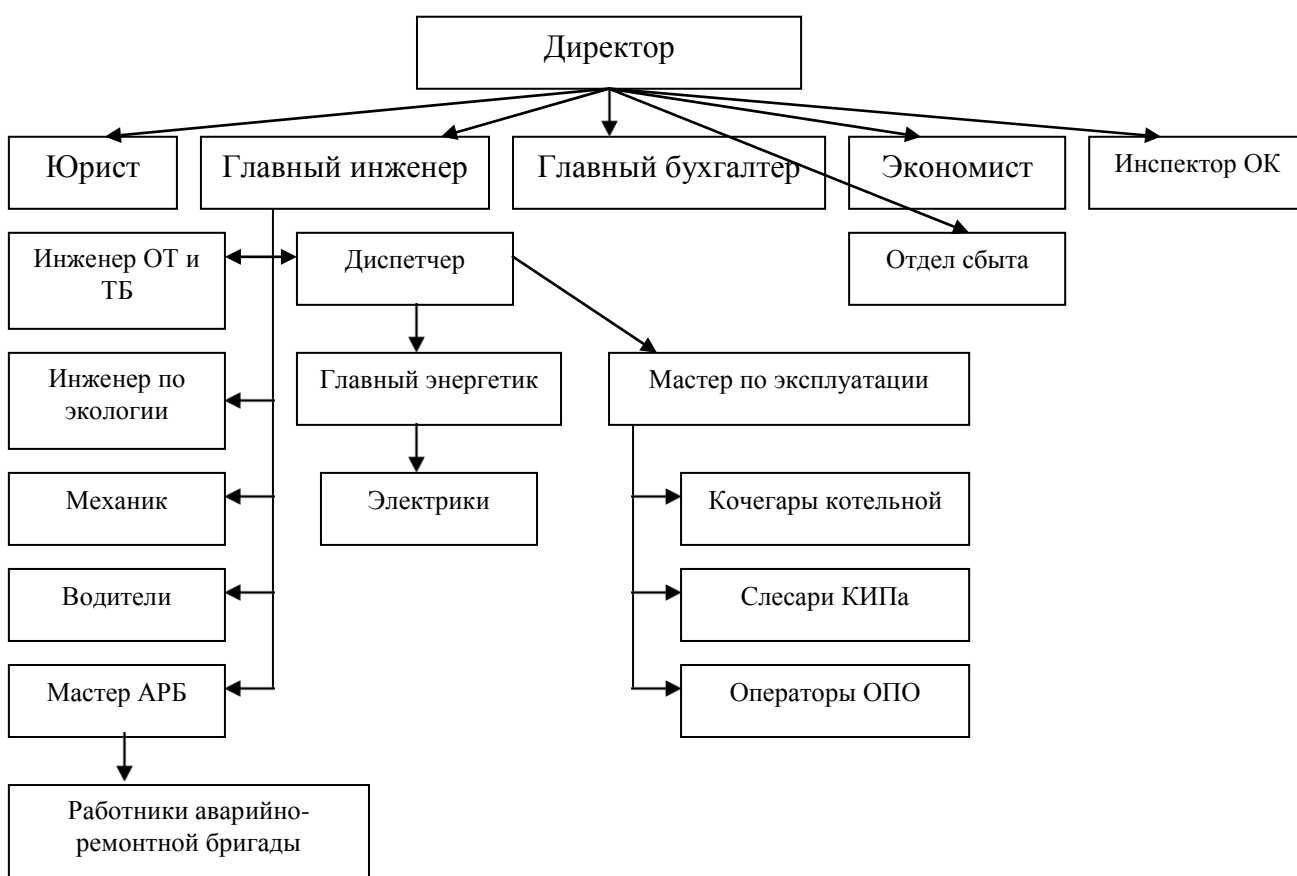 Директор
Юрист
Главный инженер
Главный бухгалтер
Экономист
Инспектор ОК
Инженер ОТ и
ТБ
Диспетчер
Отдел сбыта
Инженер по
экологии
Главный энергетик
Мастер по эксплуатации
Механик
Электрики
Кочегары котельной
Водители
Слесари КИПа
Мастер АРБ
Операторы ОПО
Работники аварийно-
ремонтной бригады